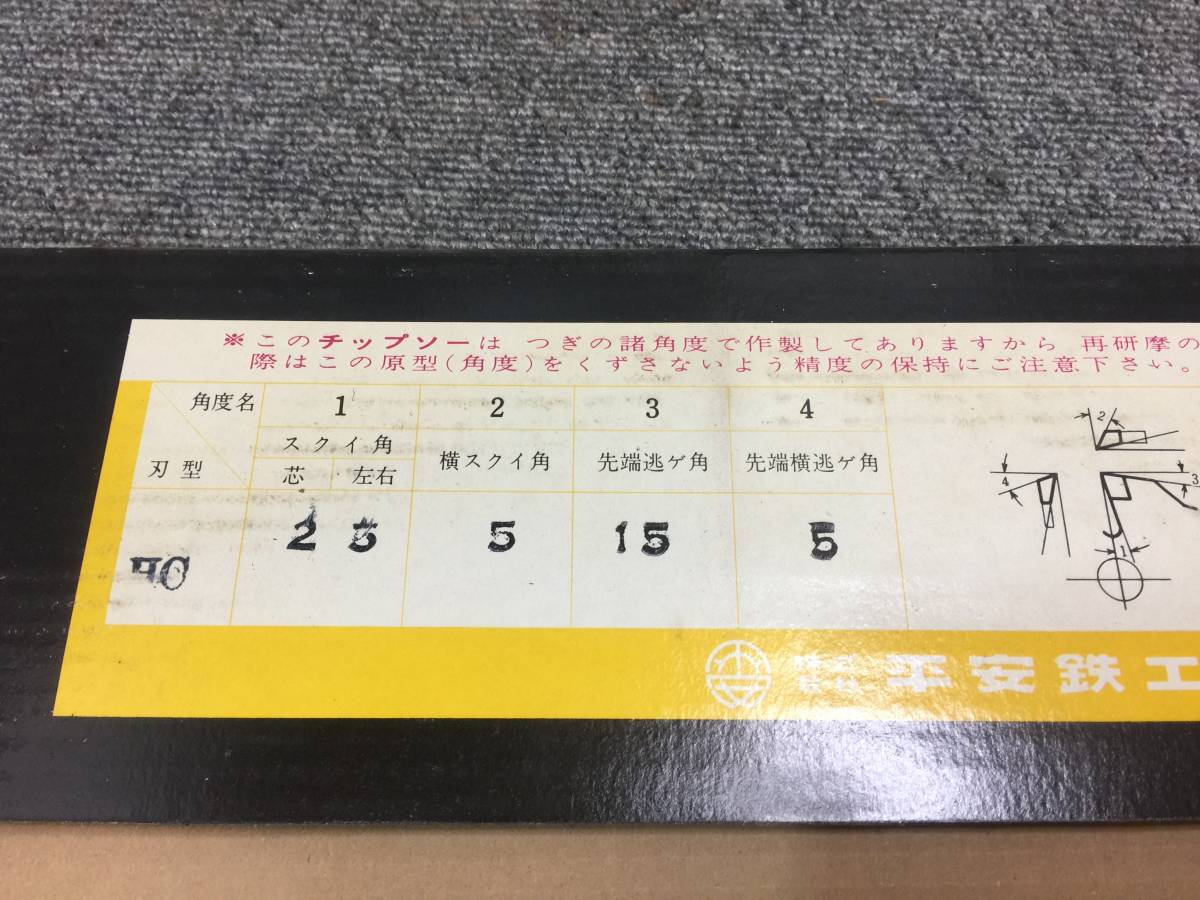 ※このチップソーは つぎの諸角度で作製してありますから 再研摩の
際はこの原型(角度)をくずさないよう精度の保持にご注意下さい。
角度名 1 2 3 4
スクイ角 横スクイ角 先端逃ゲ角 先端横逃ゲ角
刃型 芯 左右
25 5 15 5
2
4 3
1
平安鉄工